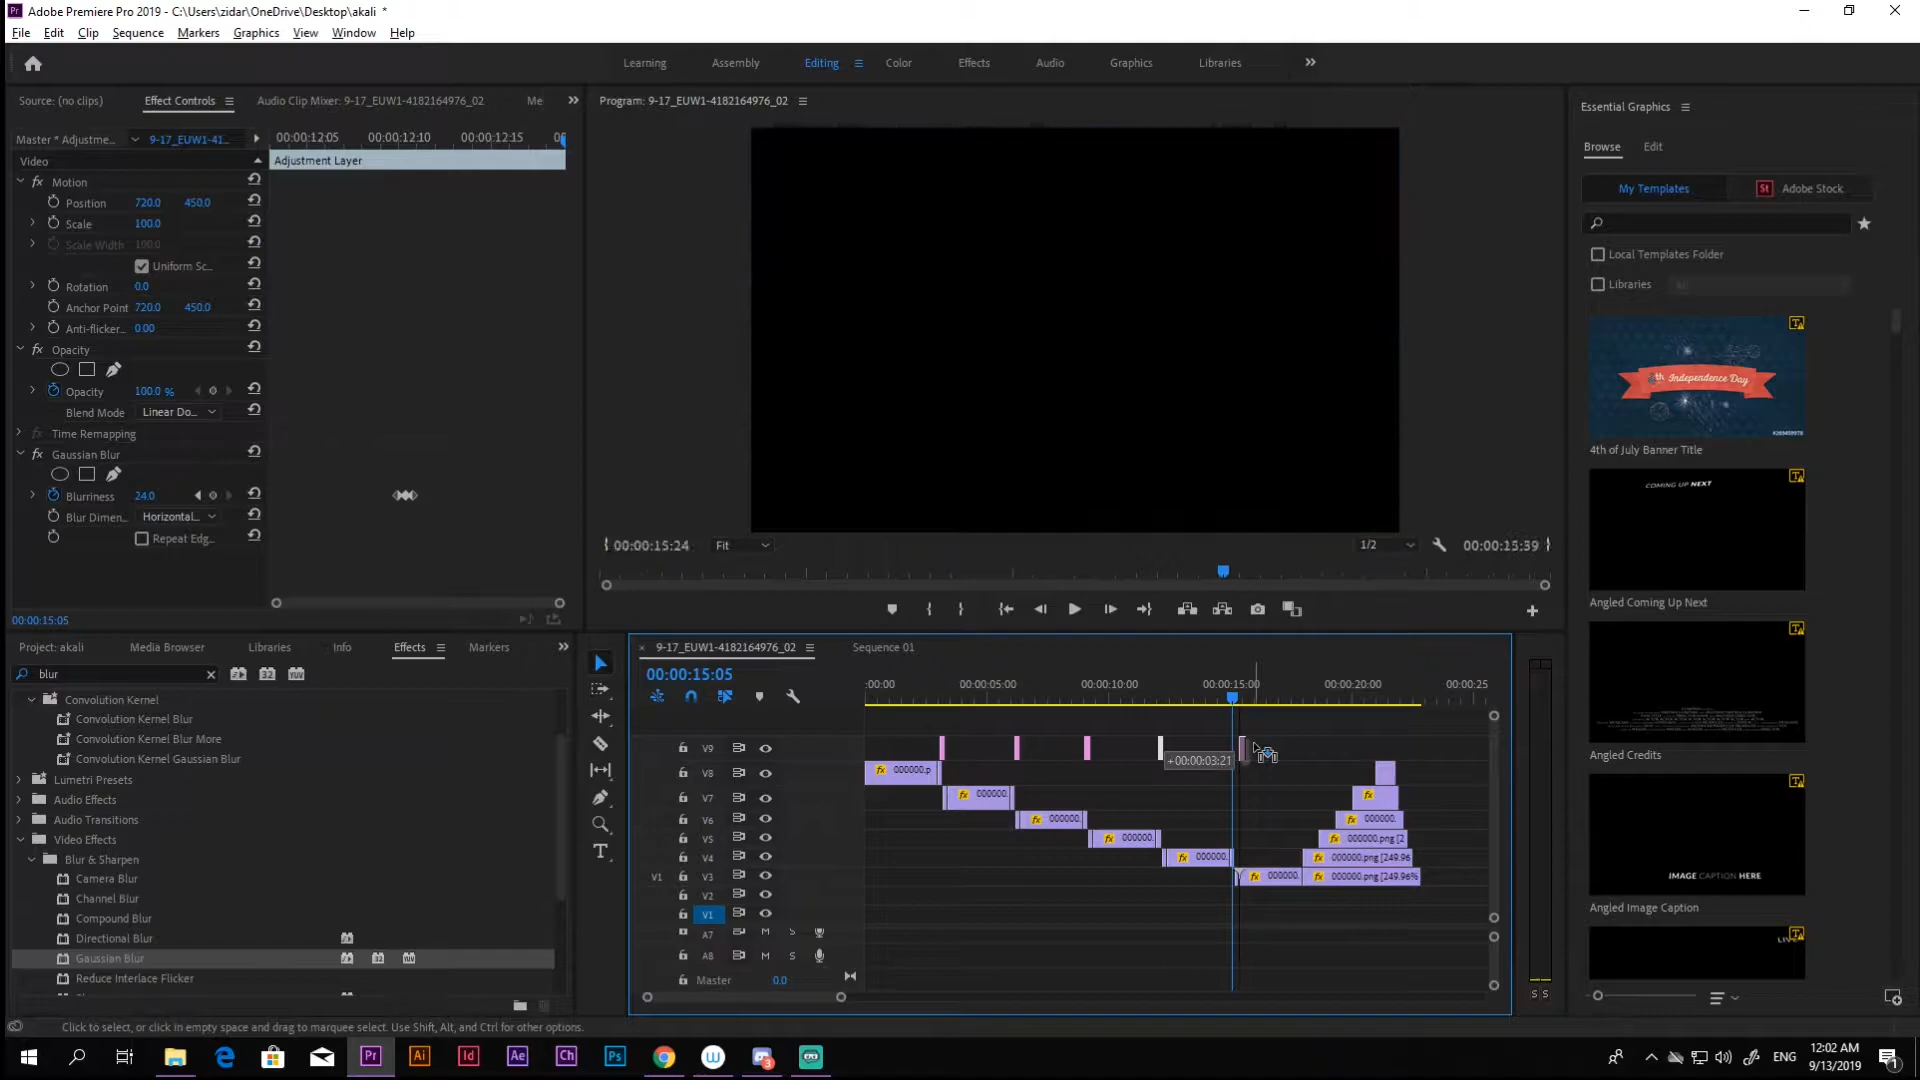 Adobe Premiere Pro 2019 - C:\Users\zidar\OneDrive\Desktop\akali *
File Edit Clip Sequence Markers Graphics View Window Help
Learning Assembly Editing Color Effects Audio Graphics Libraries
Source: (no clips) Effect Controls Audio Clip Mixer: 9-17_EUW1-4182164976_02 Me
Program: 9-17_EUW1-4182164976_02
Essential Graphics
Master * Adjustme... 9-17_EUW1-41... 00:00:12:05 00:00:12:10 00:00:12:15
Browse Edit
Video Adjustment Layer
Motion
My Templates St Adobe Stock
Position 720.0 450.0
Scale 100.0
Scale Width 100.0
Uniform Sc...
Local Templates Folder
Rotation 0.0
Libraries
Anchor Point 720.0 450.0
Anti-flicker... 0.00
Opacity
Opacity 100.0 %
Blend Mode Linear Do...
Time Remapping
Gaussian Blur
Blurriness 24.0
Blur Dimen... Horizontal...
Repeat Edg...
4th Independence Day
4th of July Banner Title
COMING UP NEXT
Angled Coming Up Next
00:00:15:24 Fit 1/2 00:00:15:39
00:00:15:05
Project: akali Media Browser Libraries Info Effects Markers
9-17_EUW1-4182164976_02 Sequence 01
blur
00:00:15:05
:00:00 00:00:05:00 00:00:10:00 00:00:15:00 00:00:20:00 00:00:25
Convolution Kernel
Convolution Kernel Blur
Convolution Kernel Blur More
Convolution Kernel Gaussian Blur
Lumetri Presets
Audio Effects
Audio Transitions
Video Effects
Blur & Sharpen
Camera Blur
Channel Blur
Compound Blur
Directional Blur
Gaussian Blur
Reduce Interlace Flicker
V9
+00:00:03:21
V8 000000.p
V7 000000.
V6 000000. 000000.
V5 000000. 000000.png [2
V4 000000. 000000.png [249.96
V1 V3 000000. 000000.png [249.96%
V2
V1
A7 M S
A8 M S
Master 0.0
S S
Angled Credits
IMAGE CAPTION HERE
Angled Image Caption
Click to select, or click in empty space and drag to marquee select. Use Shift, Alt, and Ctrl for other options.
Pr Ai Id Ae Ch Ps 3
ENG 12:02 AM
9/13/2019 1